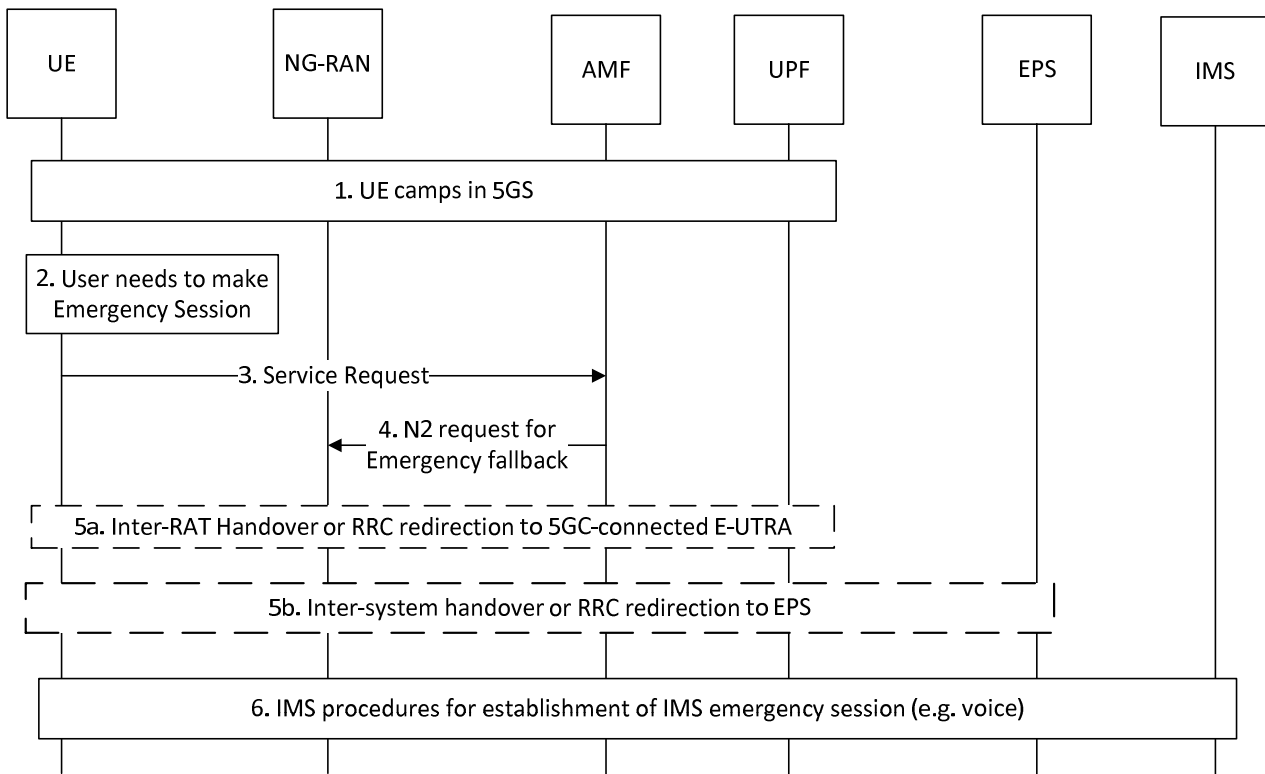 UE
NG-RAN
AMF
UPF
EPS
IMS
1. UE camps in 5GS
2. User needs to make
Emergency Session
3. Service Request
4. N2 request for
Emergency fallback
5a. Inter-RAT Handover or RRC redirection to 5GC-connected E-UTRA
5b. Inter-system handover or RRC redirection to EPS
6. IMS procedures for establishment of IMS emergency session (e.g. voice)